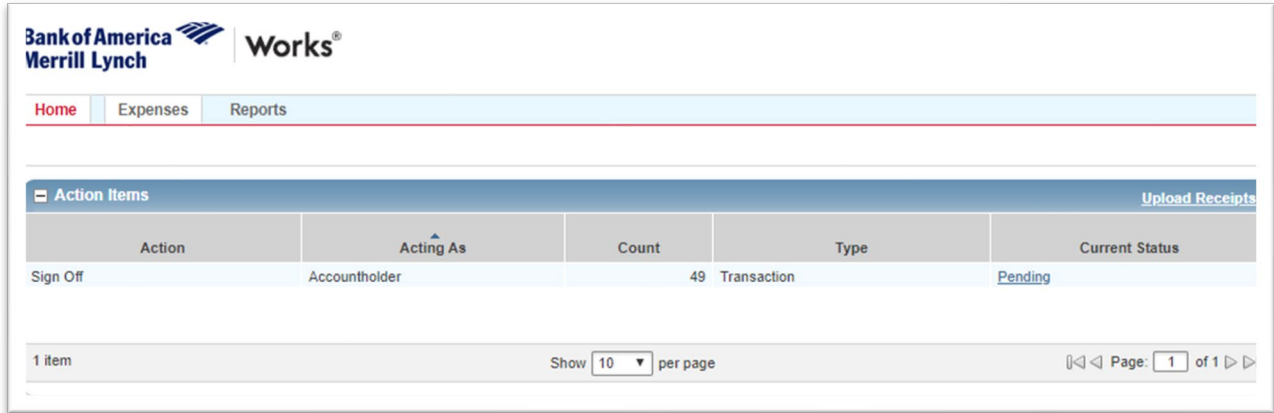 Bank of America
Merrill Lynch
Works®
Home Expenses Reports
Action Items Upload Receipts
Action Acting As Count Type Current Status
Sign Off Accountholder 49 Transaction Pending
1 item Show 10 per page Page: 1 of 1